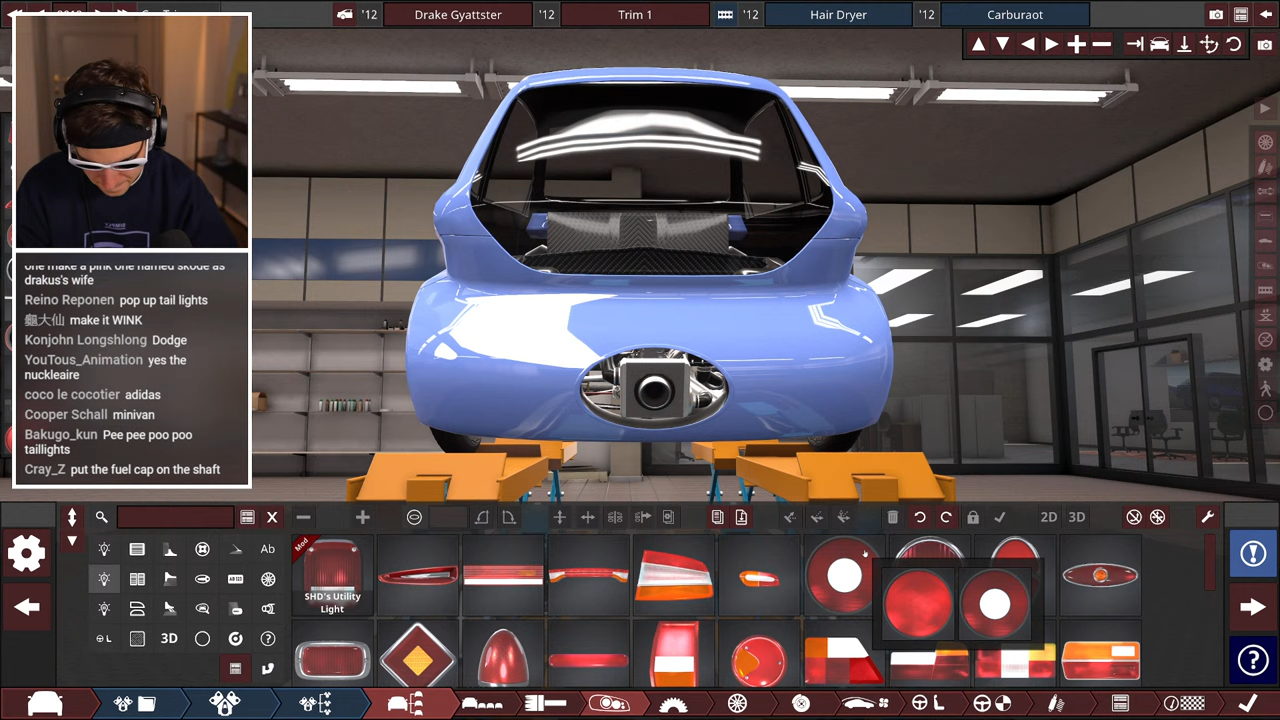 '12
Drake Gyattster
'12
Trim 1
'12
Hair Dryer
'12
Carburaot
one make a pink one named skode as
drakus's wife
Reino Reponen pop up tail lights
龜大仙 make it WINK
Konjohn Longshlong Dodge
YouTous_Animation yes the
nuckleaire
coco le cocotier adidas
Cooper Schall minivan
Bakugo_kun Pee pee poo poo
taillights
Cray_Z put the fuel cap on the shaft
2D
3D
Ab
L
3D
Mod
SHD's Utility
Light